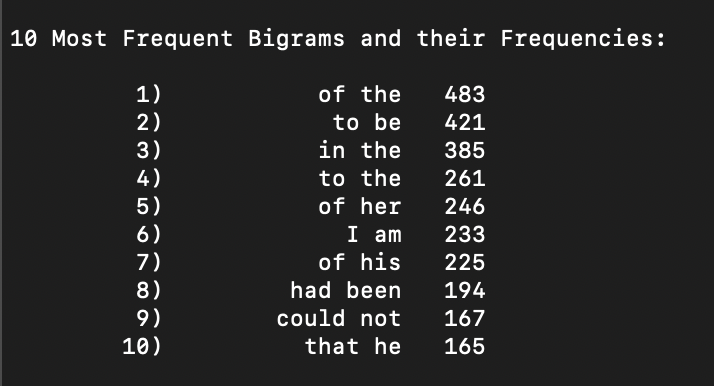 10 Most Frequent Bigrams and their Frequencies:
1) of the 483
2) to be 421
3) in the 385
4) to the 261
5) of her 246
6) I am 233
7) of his 225
8) had been 194
9) could not 167
10) that he 165